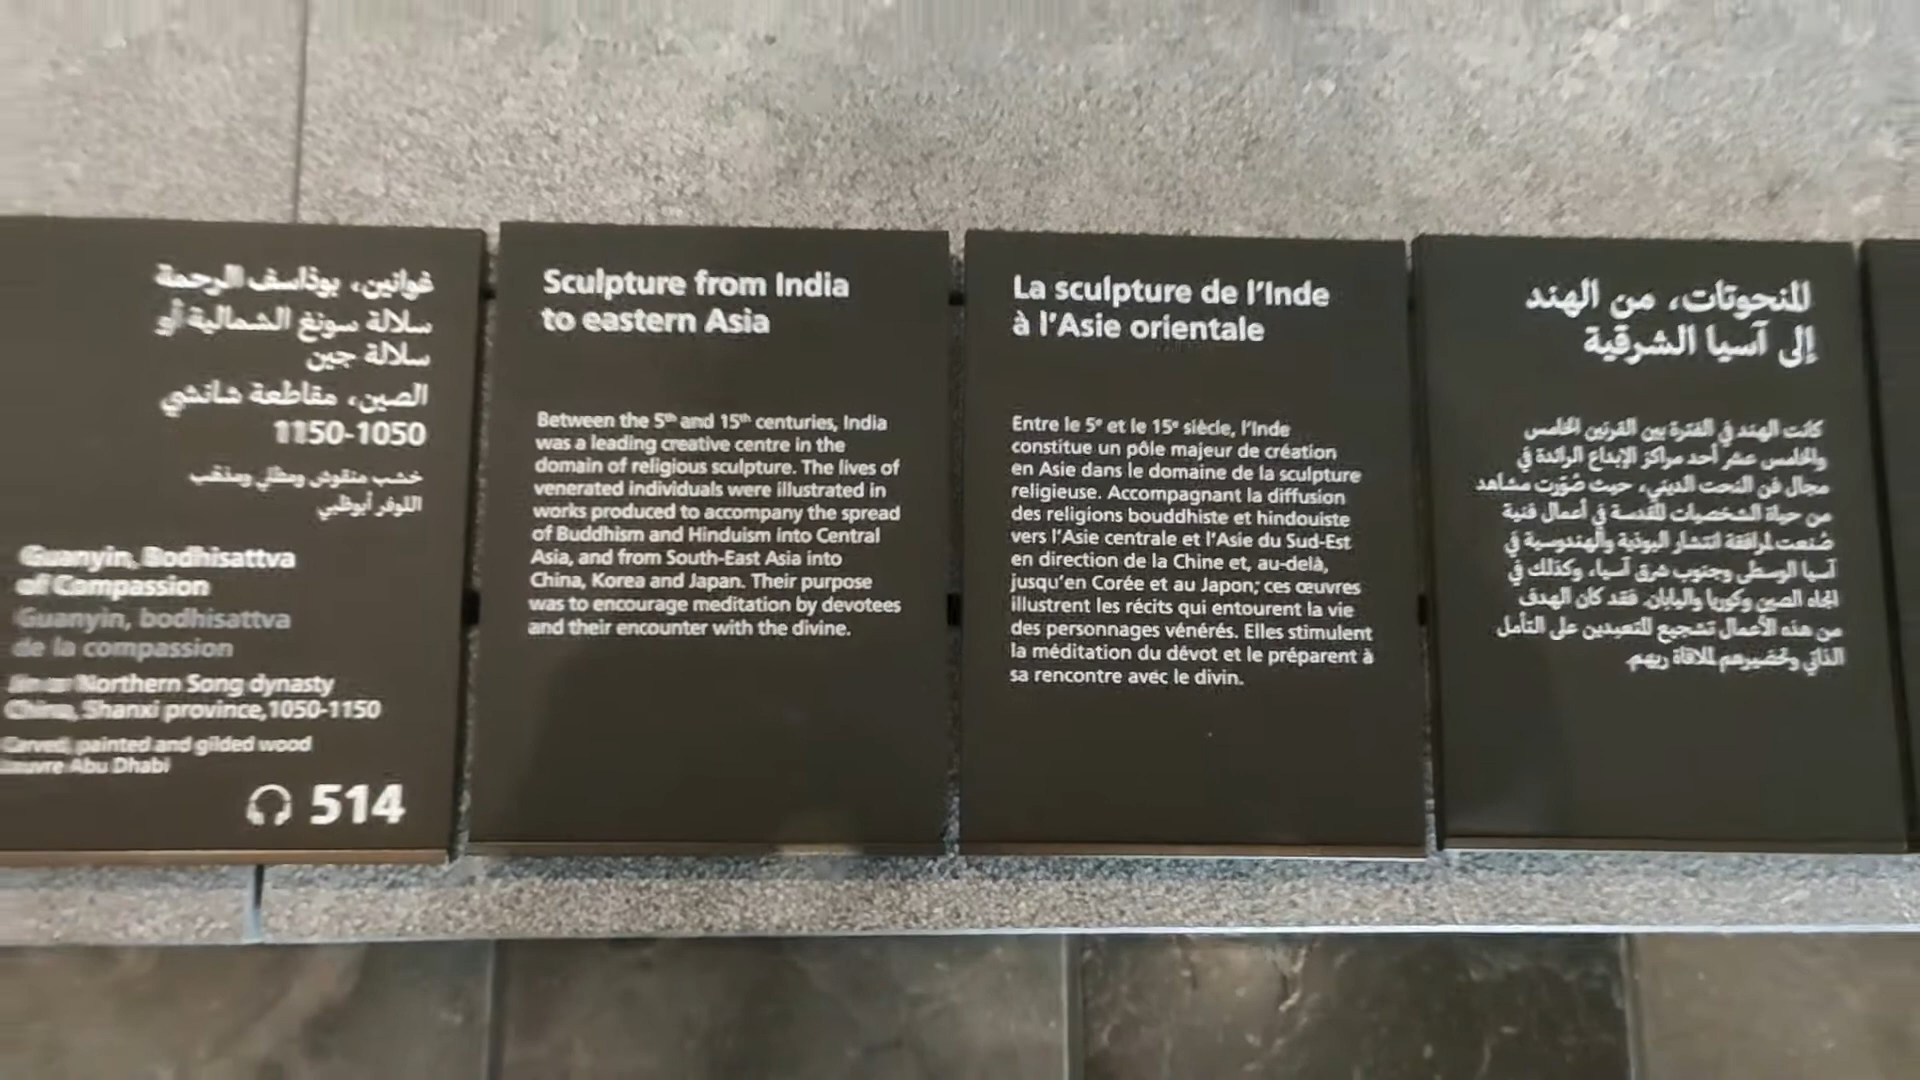 غوانين، بوذاسف الرحمة
سلالة سونغ الشمالية أو
سلالة جين
الصين، مقاطعة شانشي
1150-1050
خشب منقوش ومطلي ومذهّب
اللوفر أبوظبي
Guanyin, Bodhisattva
of Compassion
Guanyin, bodhisattva
de la compassion
Jin or Northern Song dynasty
China, Shanxi province,1050-1150
Carved, painted and gilded wood
Louvre Abu Dhabi
514
Sculpture from India
to eastern Asia
Between the 5th and 15th centuries, India
was a leading creative centre in the
domain of religious sculpture. The lives of
venerated individuals were illustrated in
works produced to accompany the spread
of Buddhism and Hinduism into Central
Asia, and from South-East Asia into
China, Korea and Japan. Their purpose
was to encourage meditation by devotees
and their encounter with the divine.
La sculpture de l'Inde
à l'Asie orientale
Entre le 5e et le 15e siècle, l'Inde
constitue un pôle majeur de création
en Asie dans le domaine de la sculpture
religieuse. Accompagnant la diffusion
des religions bouddhiste et hindouiste
vers l'Asie centrale et l'Asie du Sud-Est
en direction de la Chine et, au-delà,
jusqu'en Corée et au Japon; ces œuvres
illustrent les récits qui entourent la vie
des personnages vénérés. Elles stimulent
la méditation du dévot et le préparent à
sa rencontre avec le divin.
المنحوتات، من الهند
إلى آسيا الشرقية
كانت الهند في الفترة بين القرنين الخامس
والخامس عشر أحد مراكز الإبداع الرائدة في
مجال فن النحت الديني، حيث صُوّرت مشاهد
من حياة الشخصيات المقدسة في أعمال فنية
صُنعت لمرافقة انتشار البوذية والهندوسية في
آسيا الوسطى وجنوب شرق آسيا، وكذلك في
اتجاه الصين وكوريا واليابان. فقد كان الهدف
من هذه الأعمال تشجيع المتعبدين على التأمل
الذاتي وتحضيرهم لملاقاة ربهم.